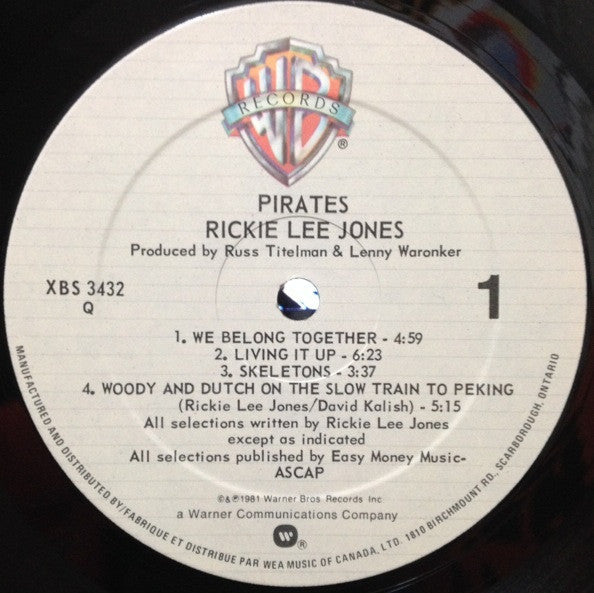 WB
RECORDS
®
PIRATES
RICKIE LEE JONES
Produced by Russ Titelman & Lenny Waronker
XBS 3432
Q
1
1. WE BELONG TOGETHER - 4:59
2. LIVING IT UP - 6:23
3. SKELETONS - 3:37
4. WOODY AND DUTCH ON THE SLOW TRAIN TO PEKING
(Rickie Lee Jones/David Kalish) - 5:15
All selections written by Rickie Lee Jones
except as indicated
All selections published by Easy Money Music-
ASCAP
©&℗1981 Warner Bros. Records Inc
a Warner Communications Company
®
MANUFACTURED AND DISTRIBUTED BY/FABRIQUE ET DISTRIBUE PAR WEA MUSIC OF CANADA, LTD. 1810 BIRCHMOUNT RD., SCARBOROUGH, ONTARIO